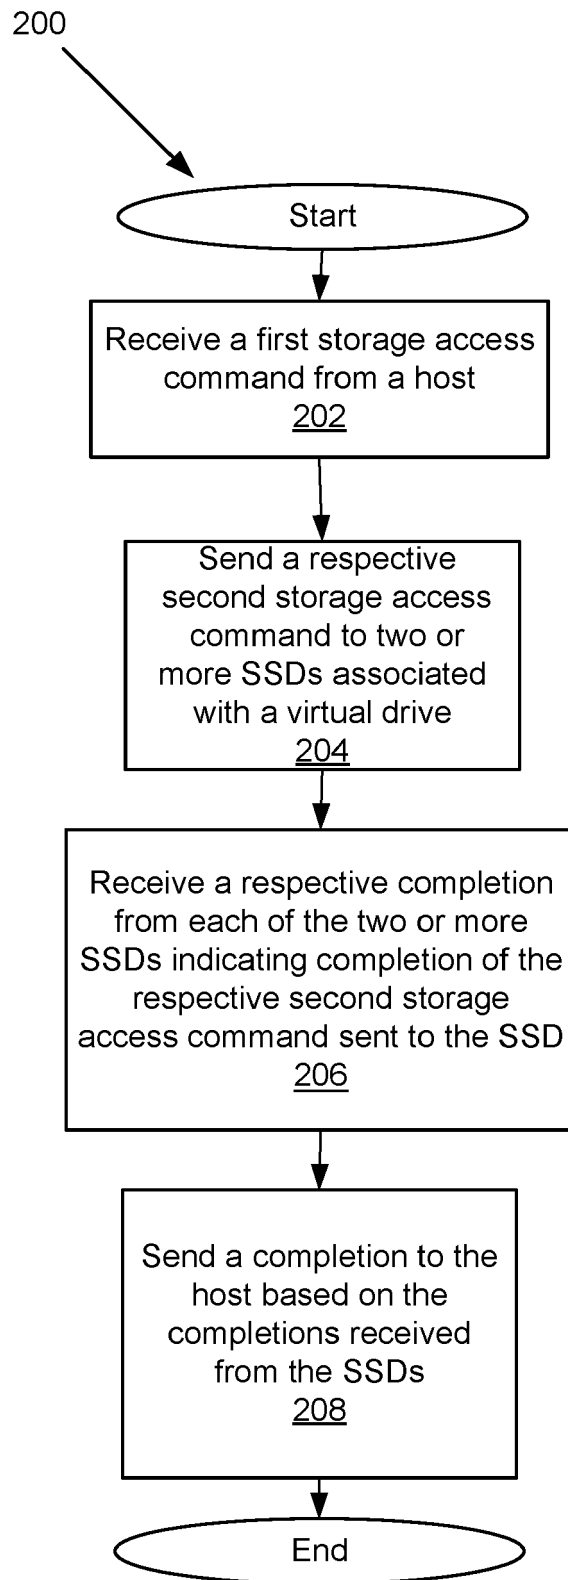 200
Start
Receive a first storage access
command from a host
202
Send a respective
second storage access
command to two or
more SSDs associated
with a virtual drive
204
Receive a respective completion
from each of the two or more
SSDs indicating completion of the
respective second storage
access command sent to the SSD
206
Send a completion to the
host based on the
completions received
from the SSDs
208
End